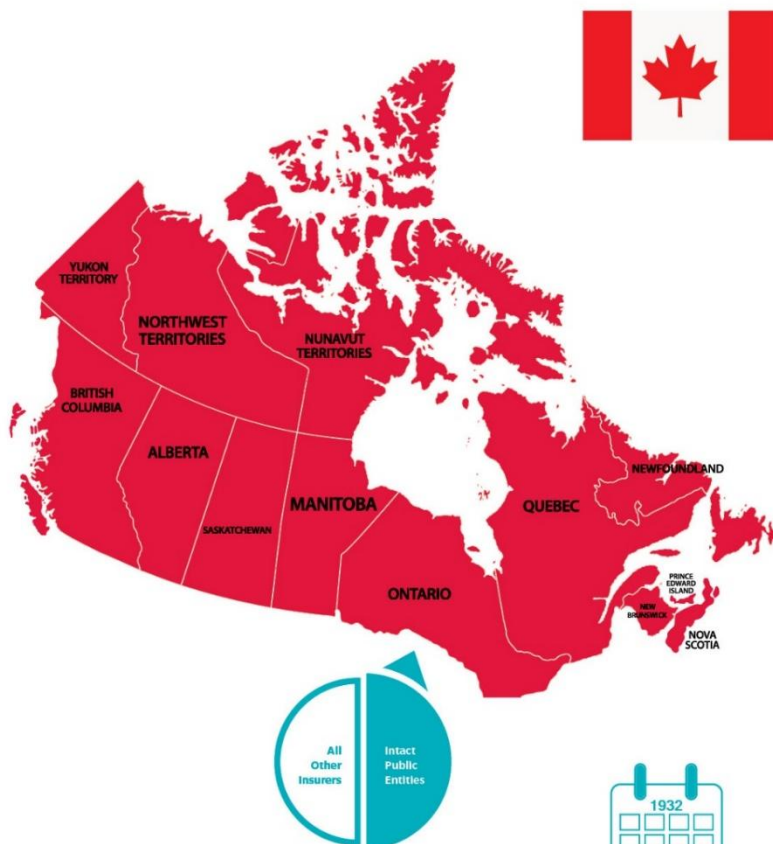 YUKON
TERRITORY
NORTHWEST
TERRITORIES
NUNAVUT
TERRITORIES
BRITISH
COLUMBIA
ALBERTA
SASKATCHEWAN
MANITOBA
ONTARIO
QUEBEC
NEWFOUNDLAND
PRINCE
EDWARD
ISLAND
NEW
BRUNSWICK
NOVA
SCOTIA
All
Other
Insurers
Intact
Public
Entities
1932